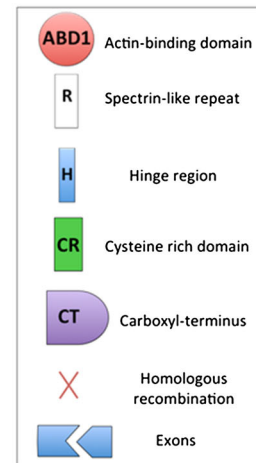 ABD1 Actin-binding domain
R Spectrin-like repeat
H Hinge region
CR Cysteine rich domain
CT Carboxyl-terminus
Homologous
recombination
Exons